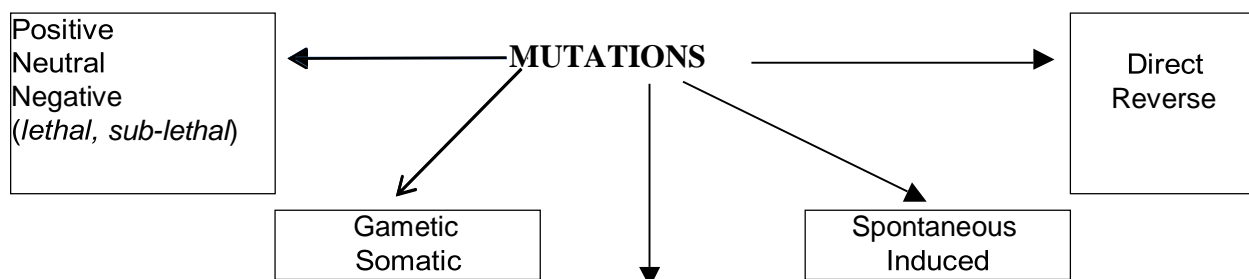 Positive
Neutral
Negative
(lethal, sub-lethal)
MUTATIONS
Direct
Reverse
Gametic
Somatic
Spontaneous
Induced